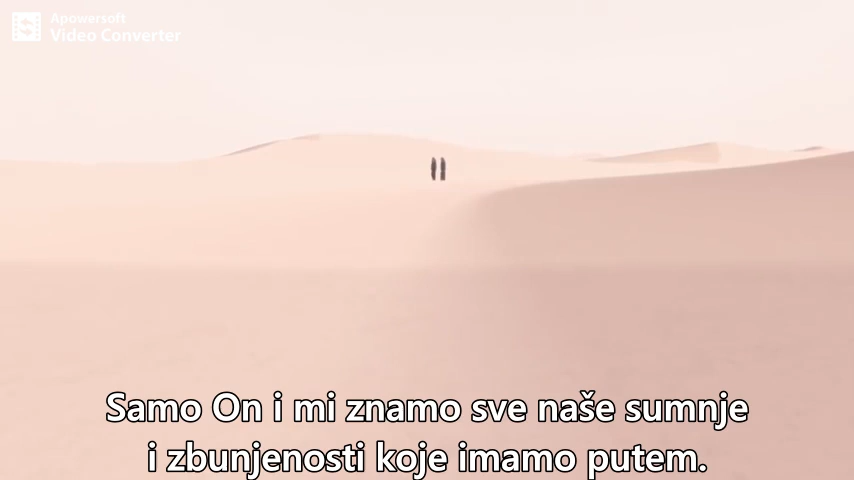 Apowersoft
Video Converter
Samo On i mi znamo sve naše sumnje
i zbunjenosti koje imamo putem.